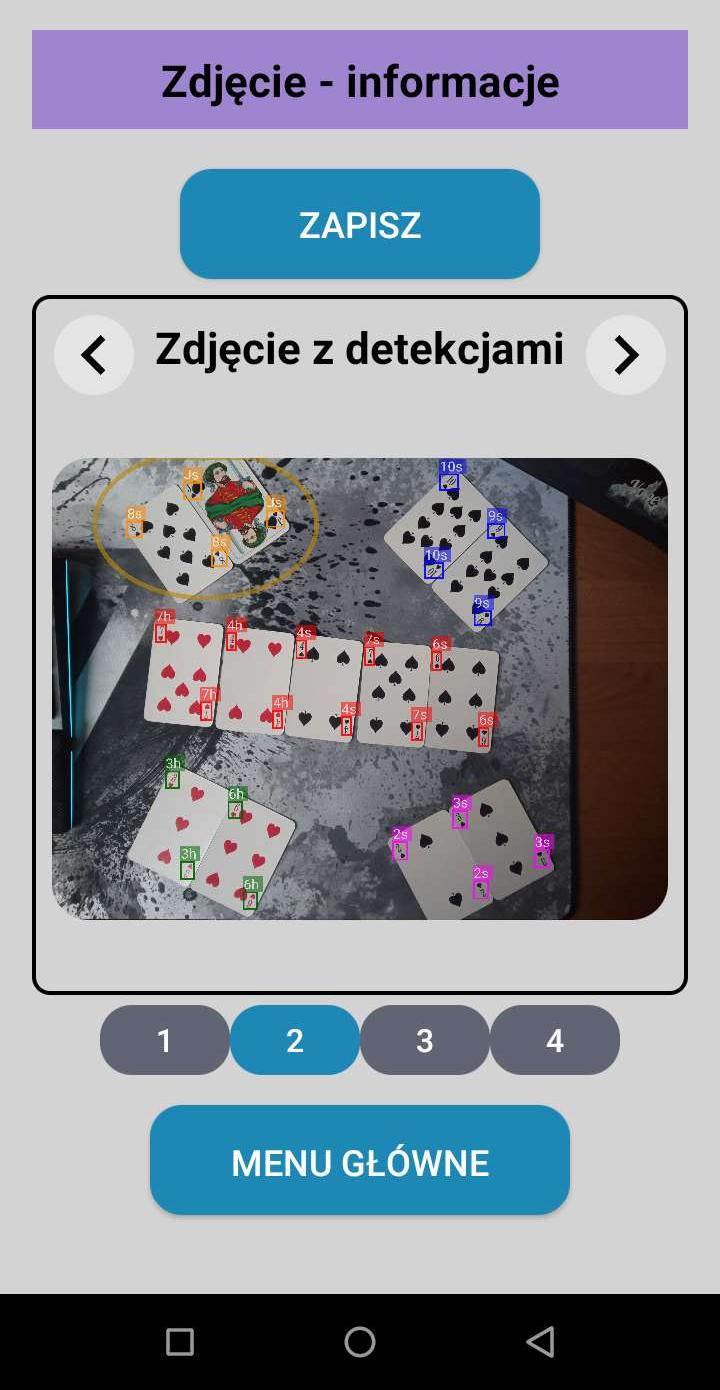 Zdjęcie - informacje
ZAPISZ
Zdjęcie z detekcjami
10s
Js
Js
8s
9s
8s
10s
9s
7h
4h
4s
7s
6s
7h
4h
4s
7s
6s
3h
6h
3s
2s
3s
3h
2s
6h
1
2
3
4
MENU GŁÓWNE